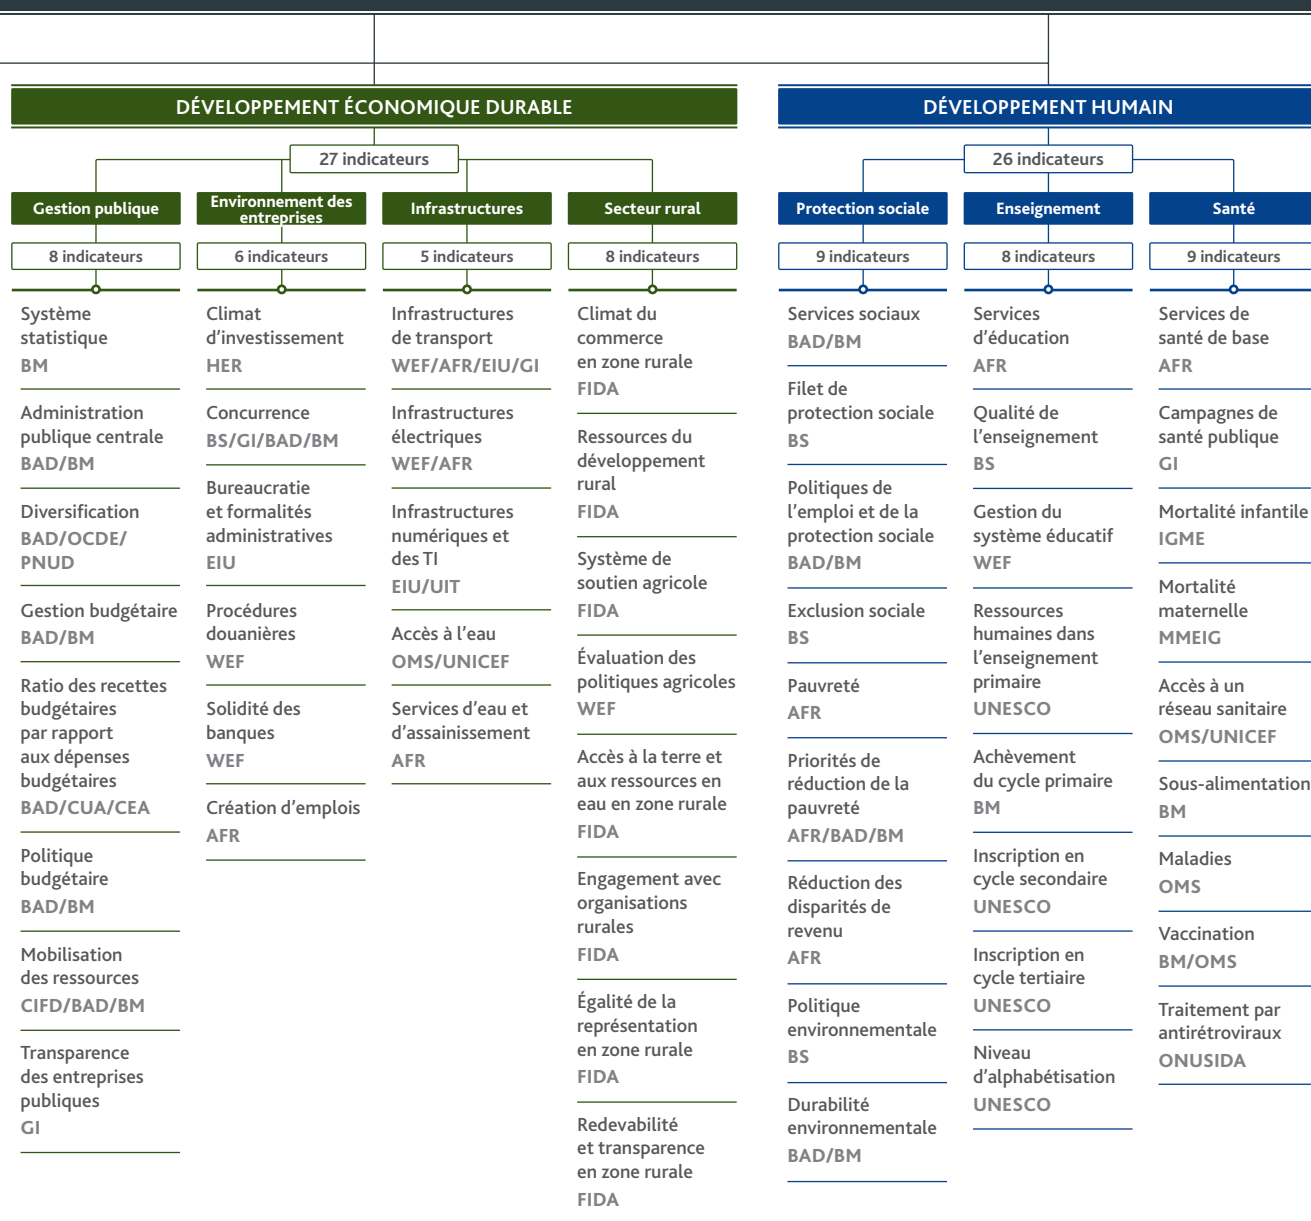 DÉVELOPPEMENT ÉCONOMIQUE DURABLE
27 indicateurs
Gestion publique
8 indicateurs
Système
statistique
BM
Administration
publique centrale
BAD/BM
Diversification
BAD/OCDE/
PNUD
Gestion budgétaire
BAD/BM
Ratio des recettes
budgétaires
par rapport
aux dépenses
budgétaires
BAD/CUA/CEA
Politique
budgétaire
BAD/BM
Mobilisation
des ressources
CIFD/BAD/BM
Transparence
des entreprises
publiques
GI
Environnement des
entreprises
6 indicateurs
Climat
d’investissement
HER
Concurrence
BS/GI/BAD/BM
Bureaucratie
et formalités
administratives
EIU
Procédures
douanières
WEF
Solidité des
banques
WEF
Création d’emplois
AFR
Infrastructures
5 indicateurs
Infrastructures
de transport
WEF/AFR/EIU/GI
Infrastructures
électriques
WEF/AFR
Infrastructures
numériques et
des TI
EIU/UIT
Accès à l’eau
OMS/UNICEF
Services d’eau et
d’assainissement
AFR
Secteur rural
8 indicateurs
Climat du
commerce
en zone rurale
FIDA
Ressources du
développement
rural
FIDA
Système de
soutien agricole
FIDA
Évaluation des
politiques agricoles
WEF
Accès à la terre et
aux ressources en
eau en zone rurale
FIDA
Engagement avec
organisations
rurales
FIDA
Égalité de la
représentation
en zone rurale
FIDA
Redevabilité
et transparence
en zone rurale
FIDA
DÉVELOPPEMENT HUMAIN
26 indicateurs
Protection sociale
9 indicateurs
Services sociaux
BAD/BM
Filet de
protection sociale
BS
Politiques de
l’emploi et de la
protection sociale
BAD/BM
Exclusion sociale
BS
Pauvreté
AFR
Priorités de
réduction de la
pauvreté
AFR/BAD/BM
Réduction des
disparités de
revenu
AFR
Politique
environnementale
BS
Durabilité
environnementale
BAD/BM
Enseignement
8 indicateurs
Services
d’éducation
AFR
Qualité de
l’enseignement
BS
Gestion du
système éducatif
WEF
Ressources
humaines dans
l’enseignement
primaire
UNESCO
Achèvement
du cycle primaire
BM
Inscription en
cycle secondaire
UNESCO
Inscription en
cycle tertiaire
UNESCO
Niveau
d’alphabétisation
UNESCO
Santé
9 indicateurs
Services de
santé de base
AFR
Campagnes de
santé publique
GI
Mortalité infantile
IGME
Mortalité
maternelle
MMEIG
Accès à un
réseau sanitaire
OMS/UNICEF
Sous-alimentation
BM
Maladies
OMS
Vaccination
BM/OMS
Traitement par
antirétroviraux
ONUSIDA